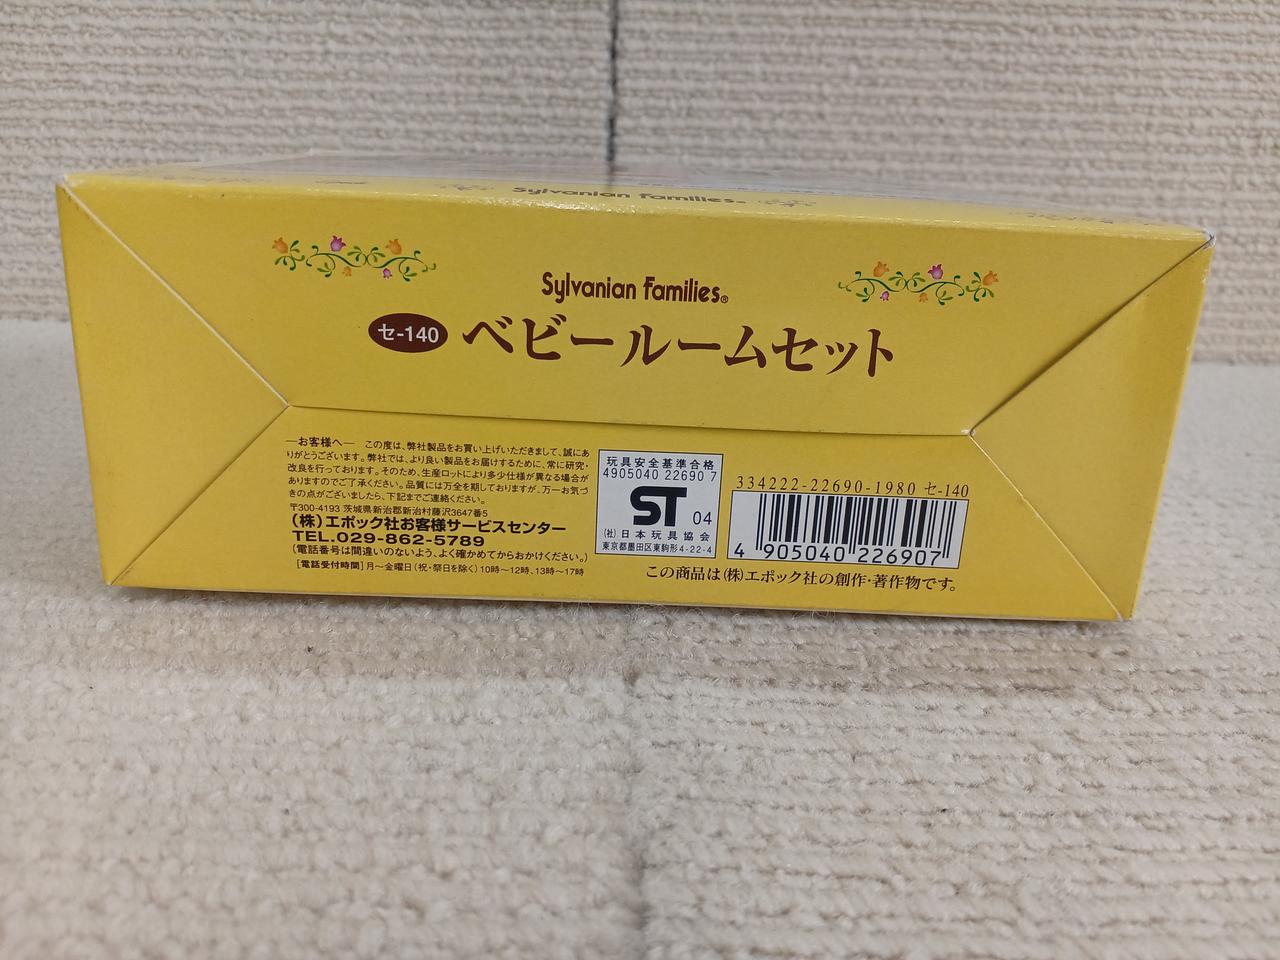 Sylvanian Families®
Sylvanian Families®
セ-140 ベビールームセット
―お客様へ― この度は、弊社製品をお買い上げいただきまして、誠にあ
りがとうございます。弊社では、より良い製品をお届けするために、常に研究・
改良を行っております。そのため、生産ロットにより多少仕様が異なる場合が
ありますのでご了承ください。品質には万全を期しておりますが、万一お気づ
きの点がございましたら、下記までご連絡ください。
〒300-4193 茨城県新治郡新治村藤沢3647番5
(株)エポック社お客様サービスセンター
TEL.029-862-5789
(電話番号は間違いのないよう、よく確かめてからおかけください。)
[電話受付時間] 月〜金曜日(祝・祭日を除く)10時〜12時、13時〜17時
玩具安全基準合格
4905040 22690 7
ST 04
(社)日本玩具協会
東京都墨田区東駒形4-22-4
334222-22690-1980 セ-140
4 905040 226907
この商品は(株)エポック社の創作・著作物です。